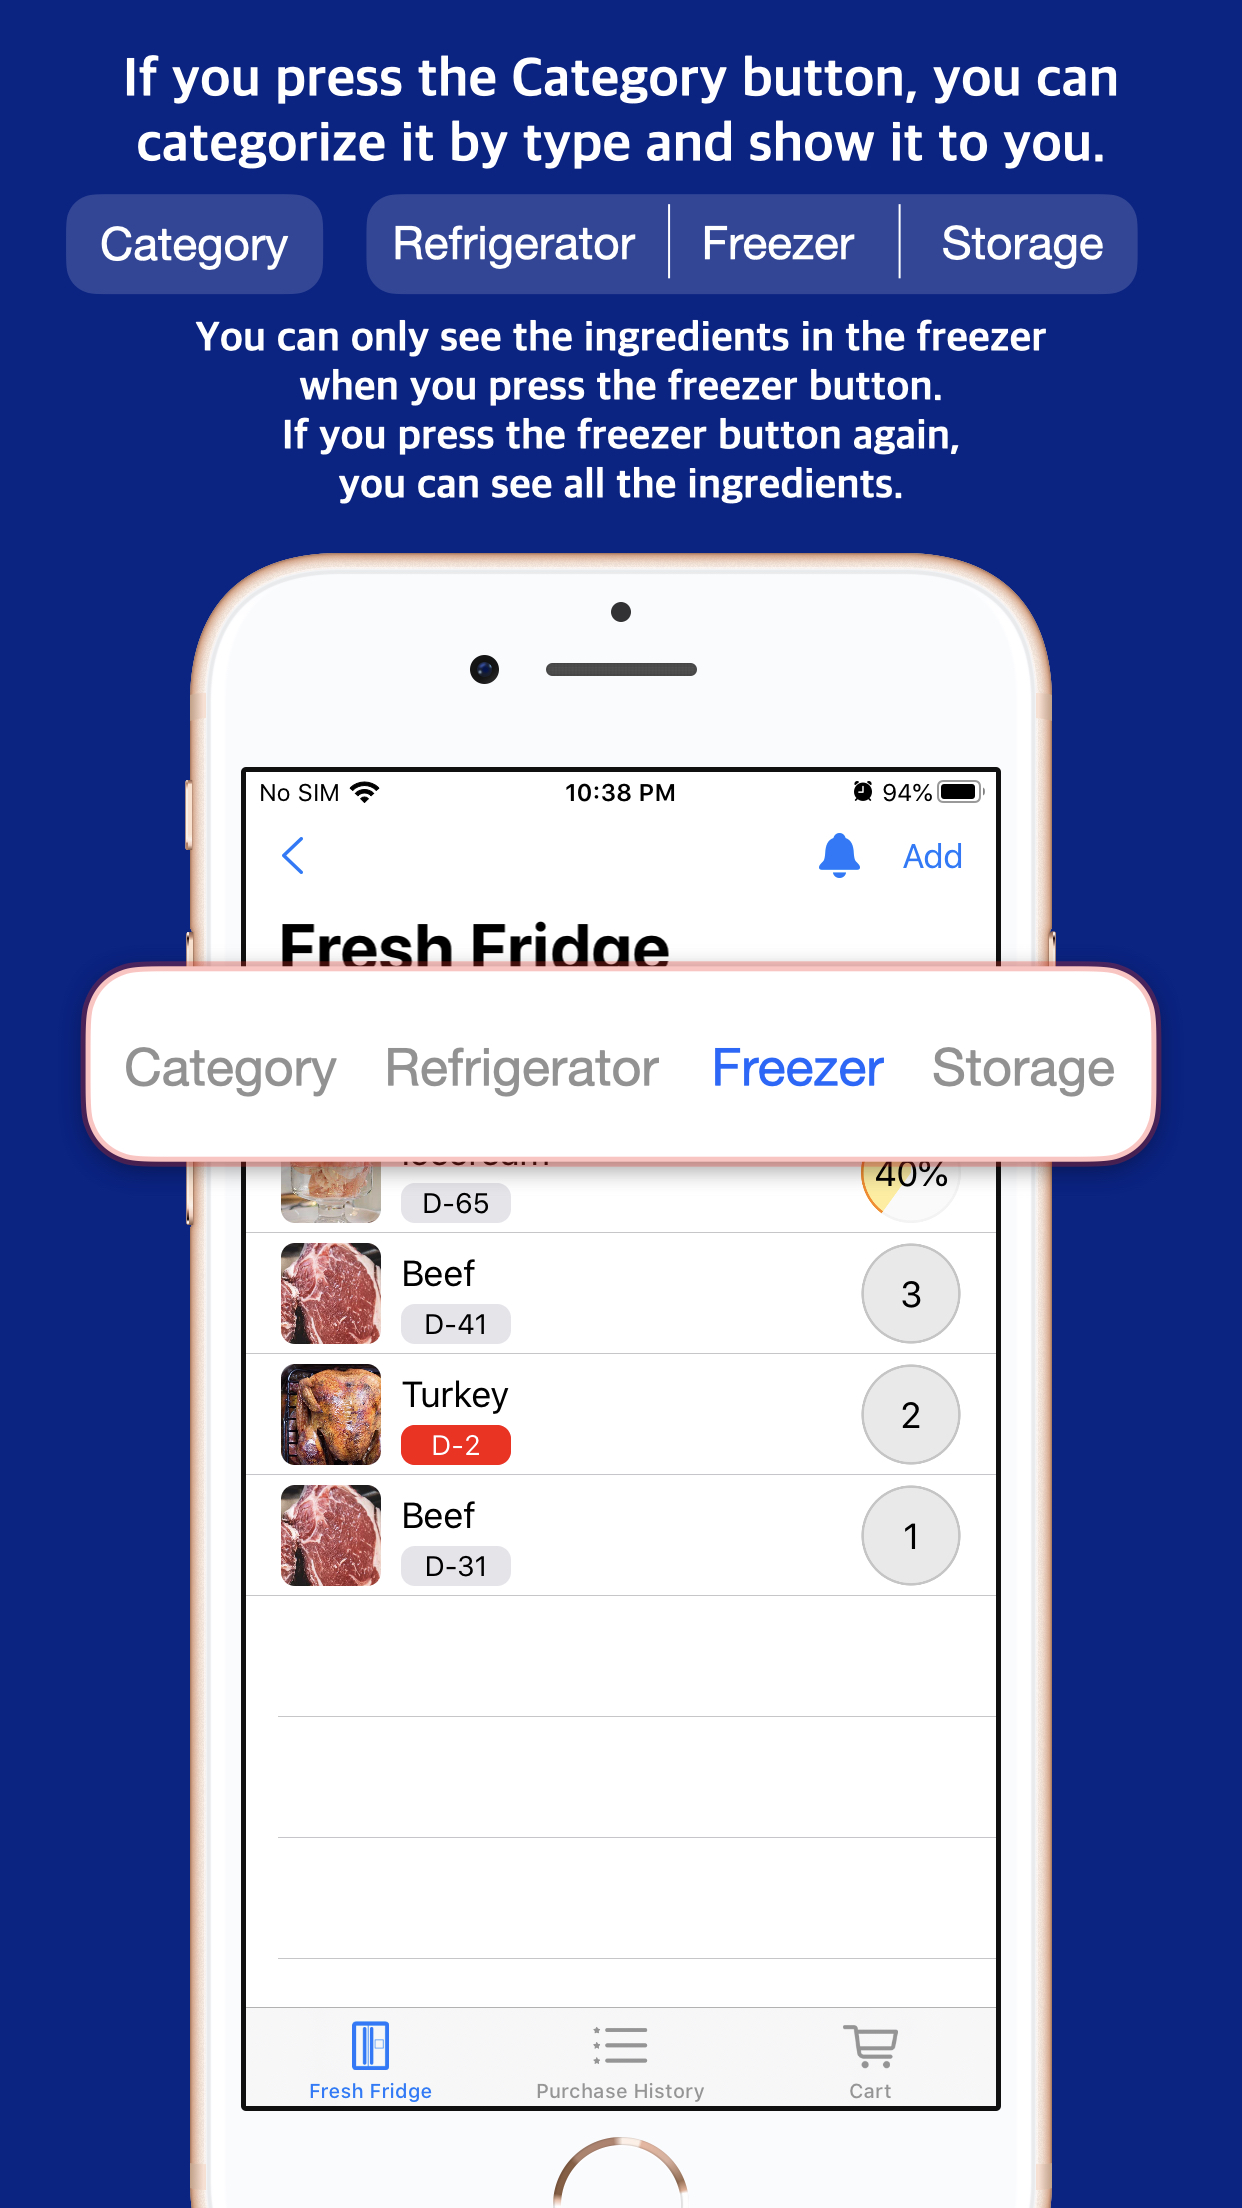 If you press the Category button, you can
categorize it by type and show it to you.
Category Refrigerator Freezer Storage
You can only see the ingredients in the freezer
when you press the freezer button.
If you press the freezer button again,
you can see all the ingredients.
No SIM 10:38 PM 94%
Add
Fresh Fridge
Category Refrigerator Freezer Storage
40%
D-65
Beef
D-41
3
Turkey
D-2
2
Beef
D-31
1
Fresh Fridge Purchase History Cart